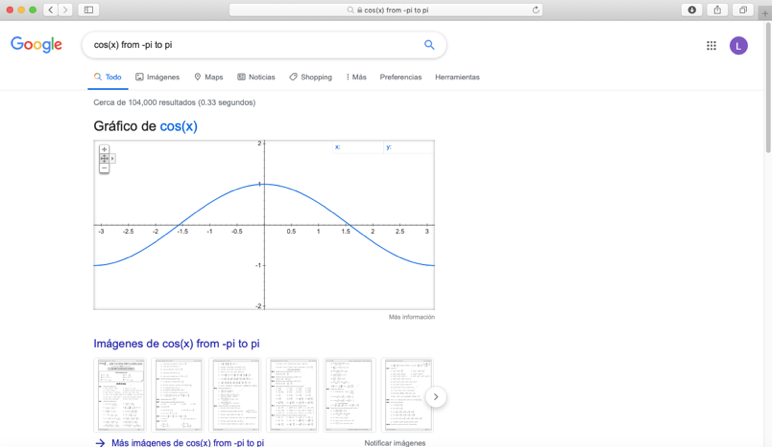 cos(x) from -pi to pi
Google
cos(x) from -pi to pi
L
Todo Imágenes Maps Noticias Shopping Más Preferencias Herramientas
Cerca de 104,000 resultados (0.33 segundos)
Gráfico de cos(x)
x: y:
2
1
-3 -2.5 -2 -1.5 -1 -0.5 0.5 1 1.5 2 2.5 3
-1
-2
Más información
Imágenes de cos(x) from -pi to pi
Más imágenes de cos(x) from -pi to pi Notificar imágenes